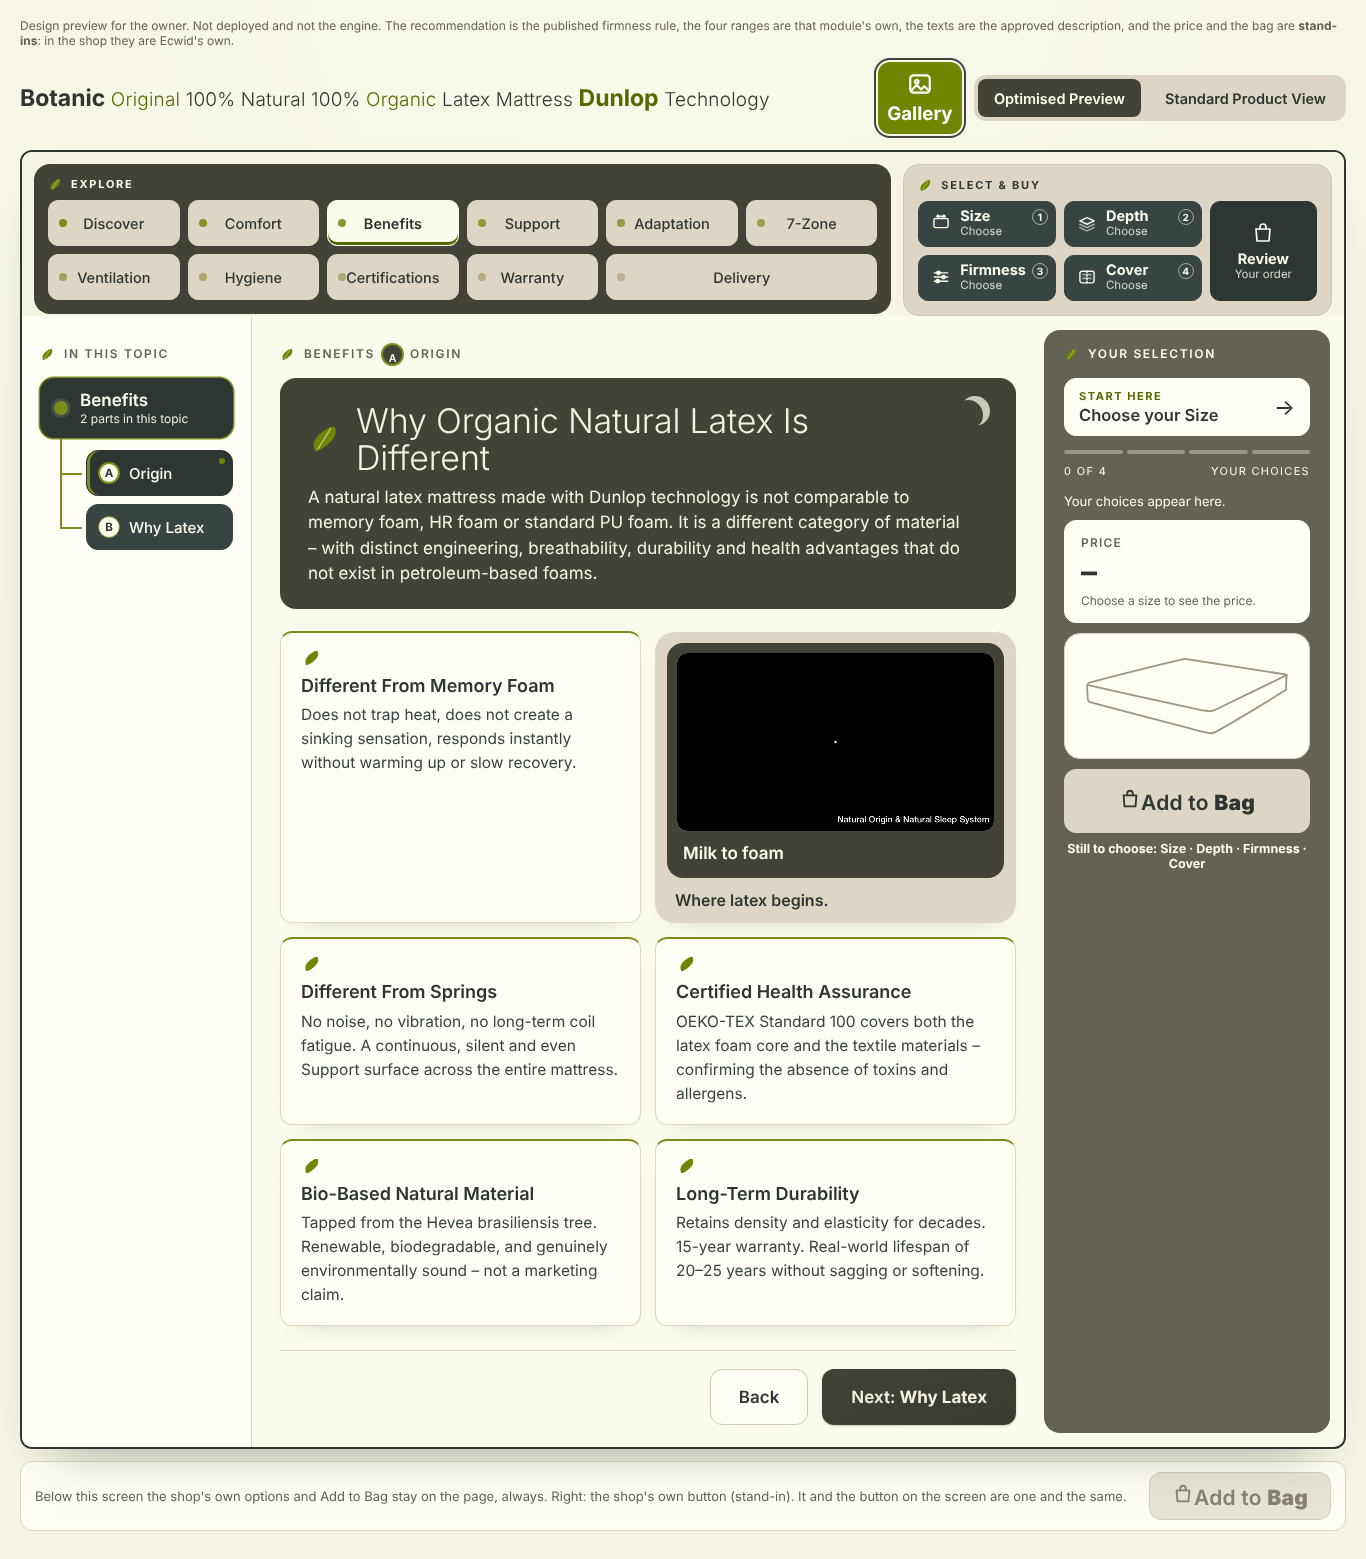 Design preview for the owner. Not deployed and not the engine. The recommendation is the published firmness rule, the four ranges are that module's own, the texts are the approved description, and the price and the bag are stand-
ins: in the shop they are Ecwid's own.
Botanic Original 100% Natural 100% Organic Latex Mattress Dunlop Technology
Gallery
Optimised Preview
Standard Product View
EXPLORE
Discover
Comfort
Benefits
Support
Adaptation
7-Zone
Ventilation
Hygiene
Certifications
Warranty
Delivery
SELECT & BUY
Size
1
Choose
Depth
2
Choose
Firmness
3
Choose
Cover
4
Choose
Review
Your order
IN THIS TOPIC
Benefits
2 parts in this topic
A
Origin
B
Why Latex
BENEFITS A ORIGIN
Why Organic Natural Latex Is
Different
A natural latex mattress made with Dunlop technology is not comparable to
memory foam, HR foam or standard PU foam. It is a different category of material
– with distinct engineering, breathability, durability and health advantages that do
not exist in petroleum-based foams.
Different From Memory Foam
Does not trap heat, does not create a
sinking sensation, responds instantly
without warming up or slow recovery.
Natural Origin & Natural Sleep System
Milk to foam
Where latex begins.
Different From Springs
No noise, no vibration, no long-term coil
fatigue. A continuous, silent and even
Support surface across the entire mattress.
Certified Health Assurance
OEKO-TEX Standard 100 covers both the
latex foam core and the textile materials –
confirming the absence of toxins and
allergens.
Bio-Based Natural Material
Tapped from the Hevea brasiliensis tree.
Renewable, biodegradable, and genuinely
environmentally sound – not a marketing
claim.
Long-Term Durability
Retains density and elasticity for decades.
15-year warranty. Real-world lifespan of
20–25 years without sagging or softening.
Back
Next: Why Latex
YOUR SELECTION
START HERE
Choose your Size
0 OF 4
YOUR CHOICES
Your choices appear here.
PRICE
–
Choose a size to see the price.
Add to Bag
Still to choose: Size · Depth · Firmness ·
Cover
Below this screen the shop's own options and Add to Bag stay on the page, always. Right: the shop's own button (stand-in). It and the button on the screen are one and the same.
Add to Bag